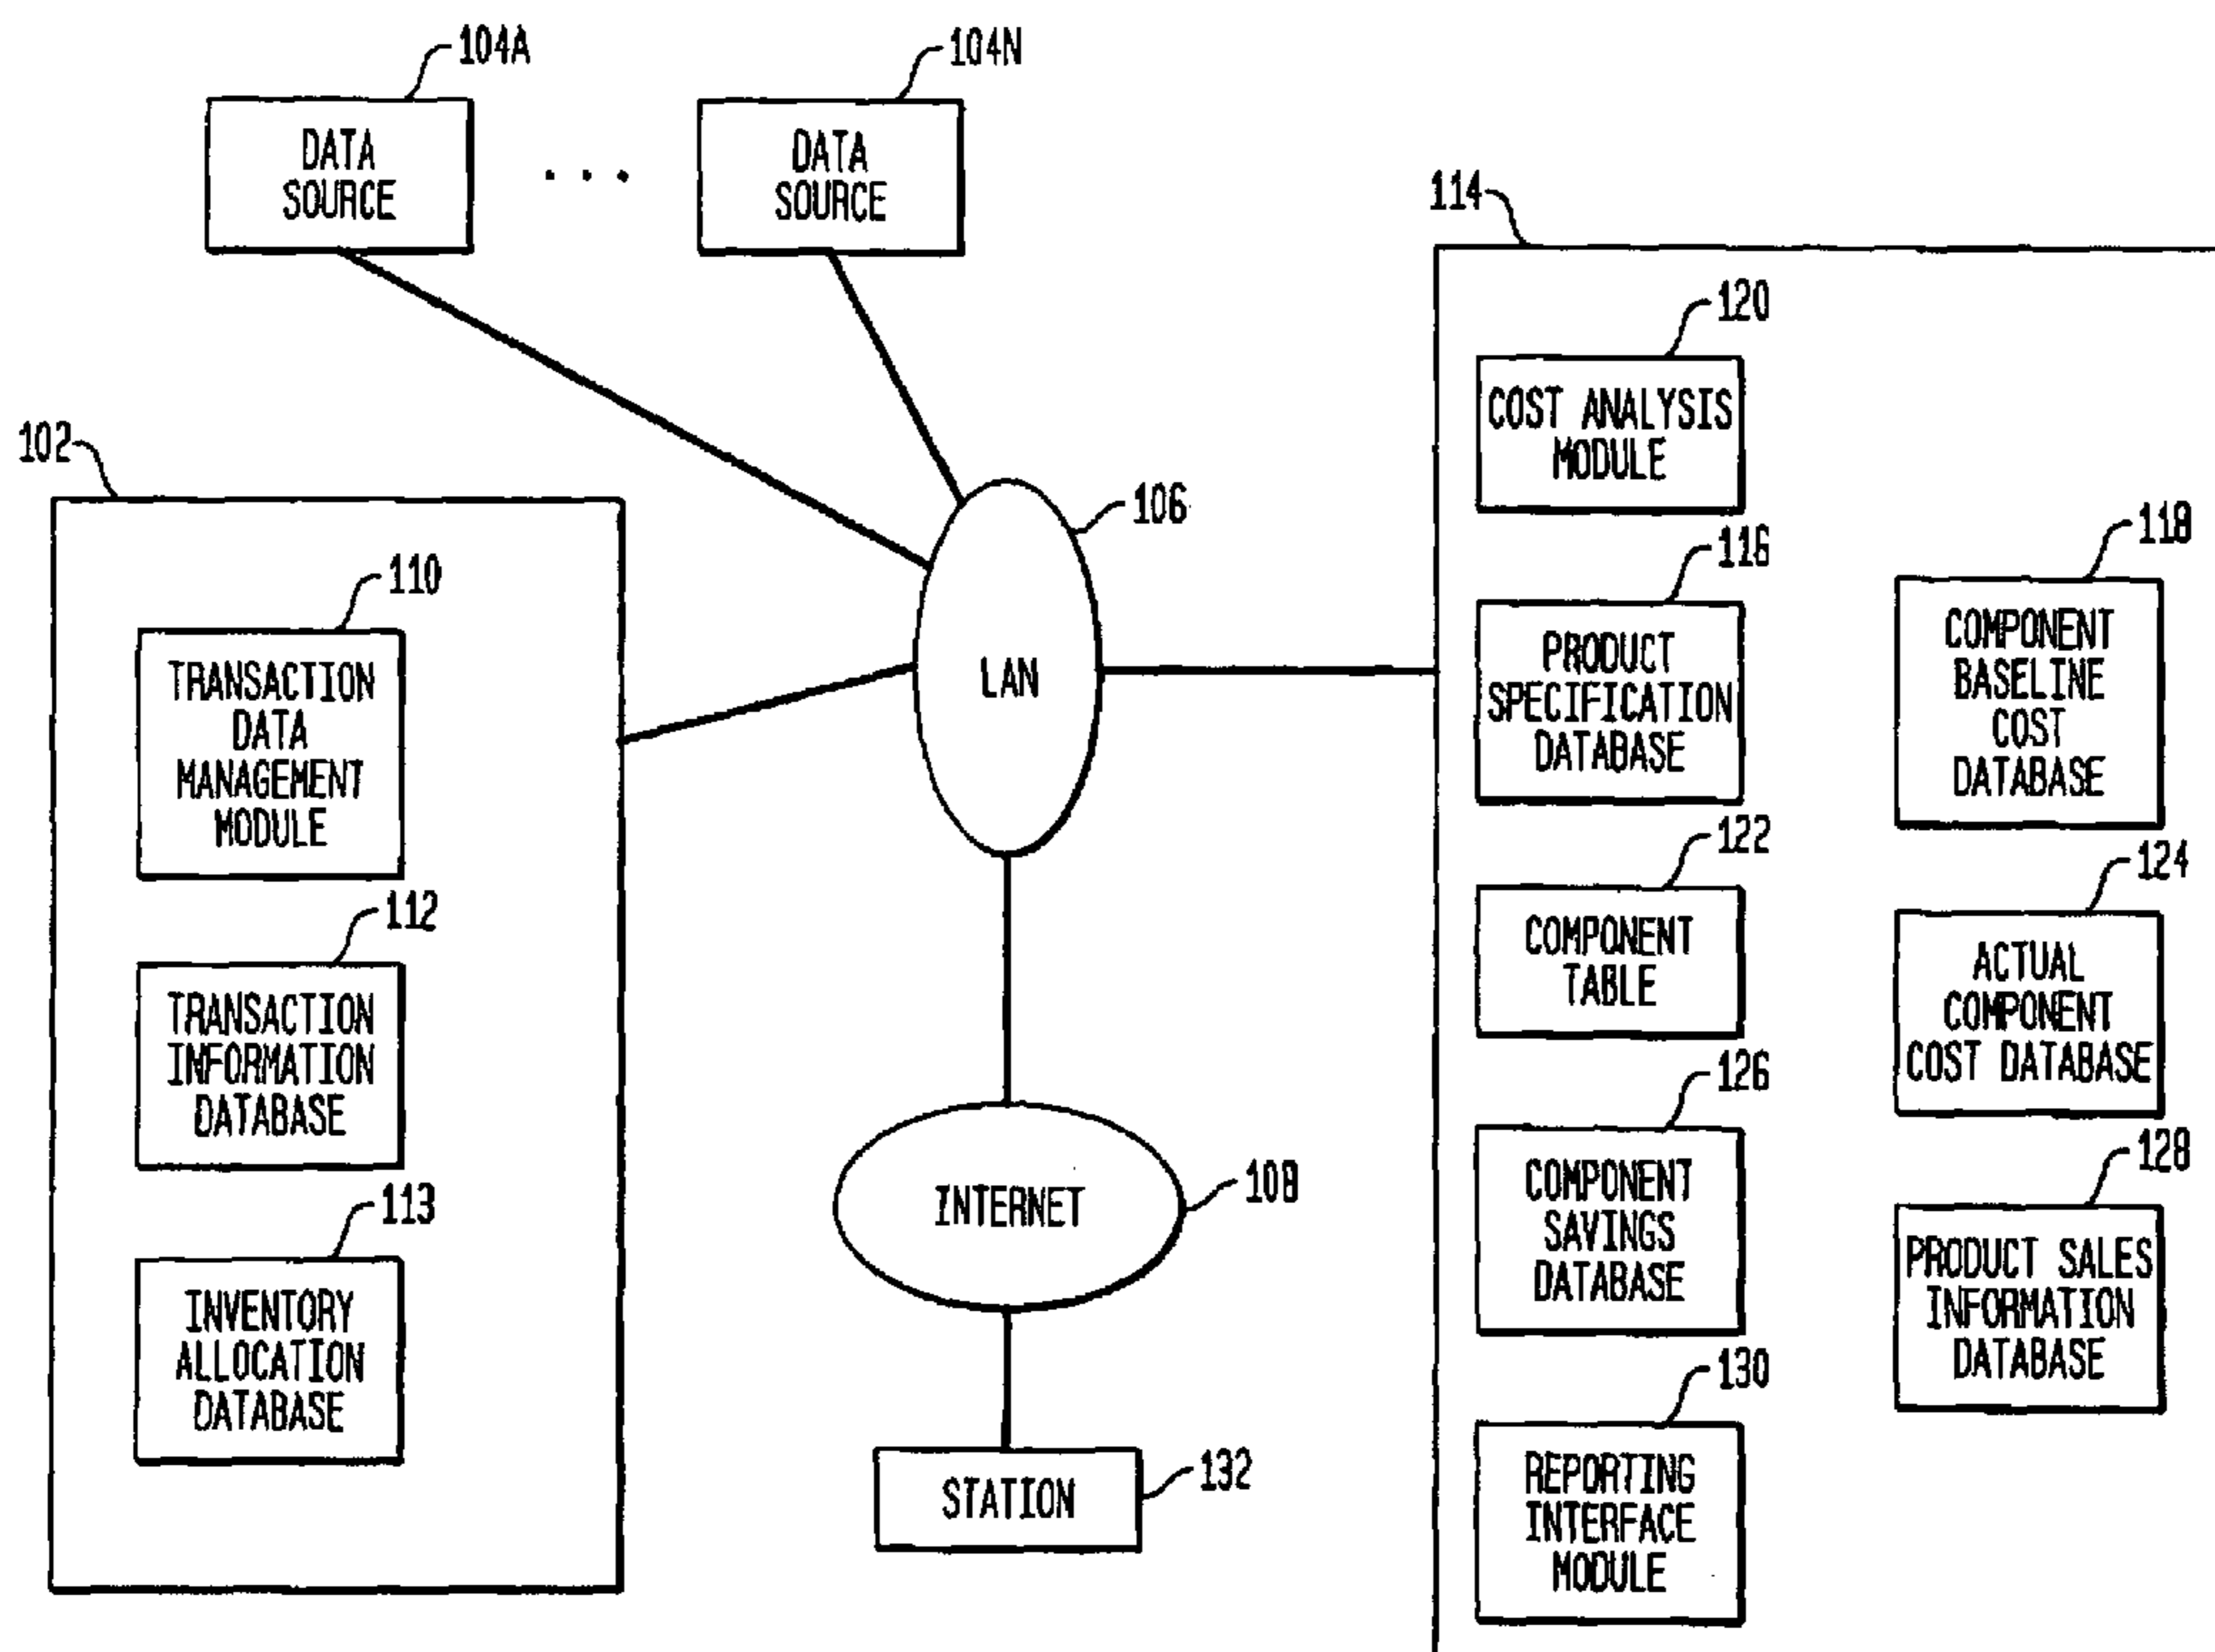 104A
DATA
SOURCE
. . .
104N
DATA
SOURCE
102
110
TRANSACTION
DATA
MANAGEMENT
MODULE
112
TRANSACTION
INFORMATION
DATABASE
113
INVENTORY
ALLOCATION
DATABASE
106
LAN
108
INTERNET
132
STATION
114
120
COST ANALYSIS
MODULE
116
PRODUCT
SPECIFICATION
DATABASE
118
COMPONENT
BASELINE
COST
DATABASE
122
COMPONENT
TABLE
124
ACTUAL
COMPONENT
COST DATABASE
126
COMPONENT
SAVINGS
DATABASE
128
PRODUCT SALES
INFORMATION
DATABASE
130
REPORTING
INTERFACE
MODULE